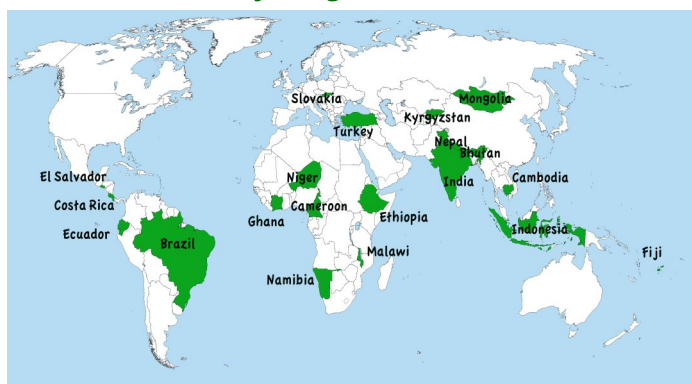 Slovakia
Mongolia
Kyrgyzstan
Turkey
Nepal
Bhutan
El Salvador
Niger
India
Cambodia
Costa Rica
Cameroon
Ghana
Ethiopia
Ecuador
Brazil
Indonesia
Malawi
Fiji
Namibia